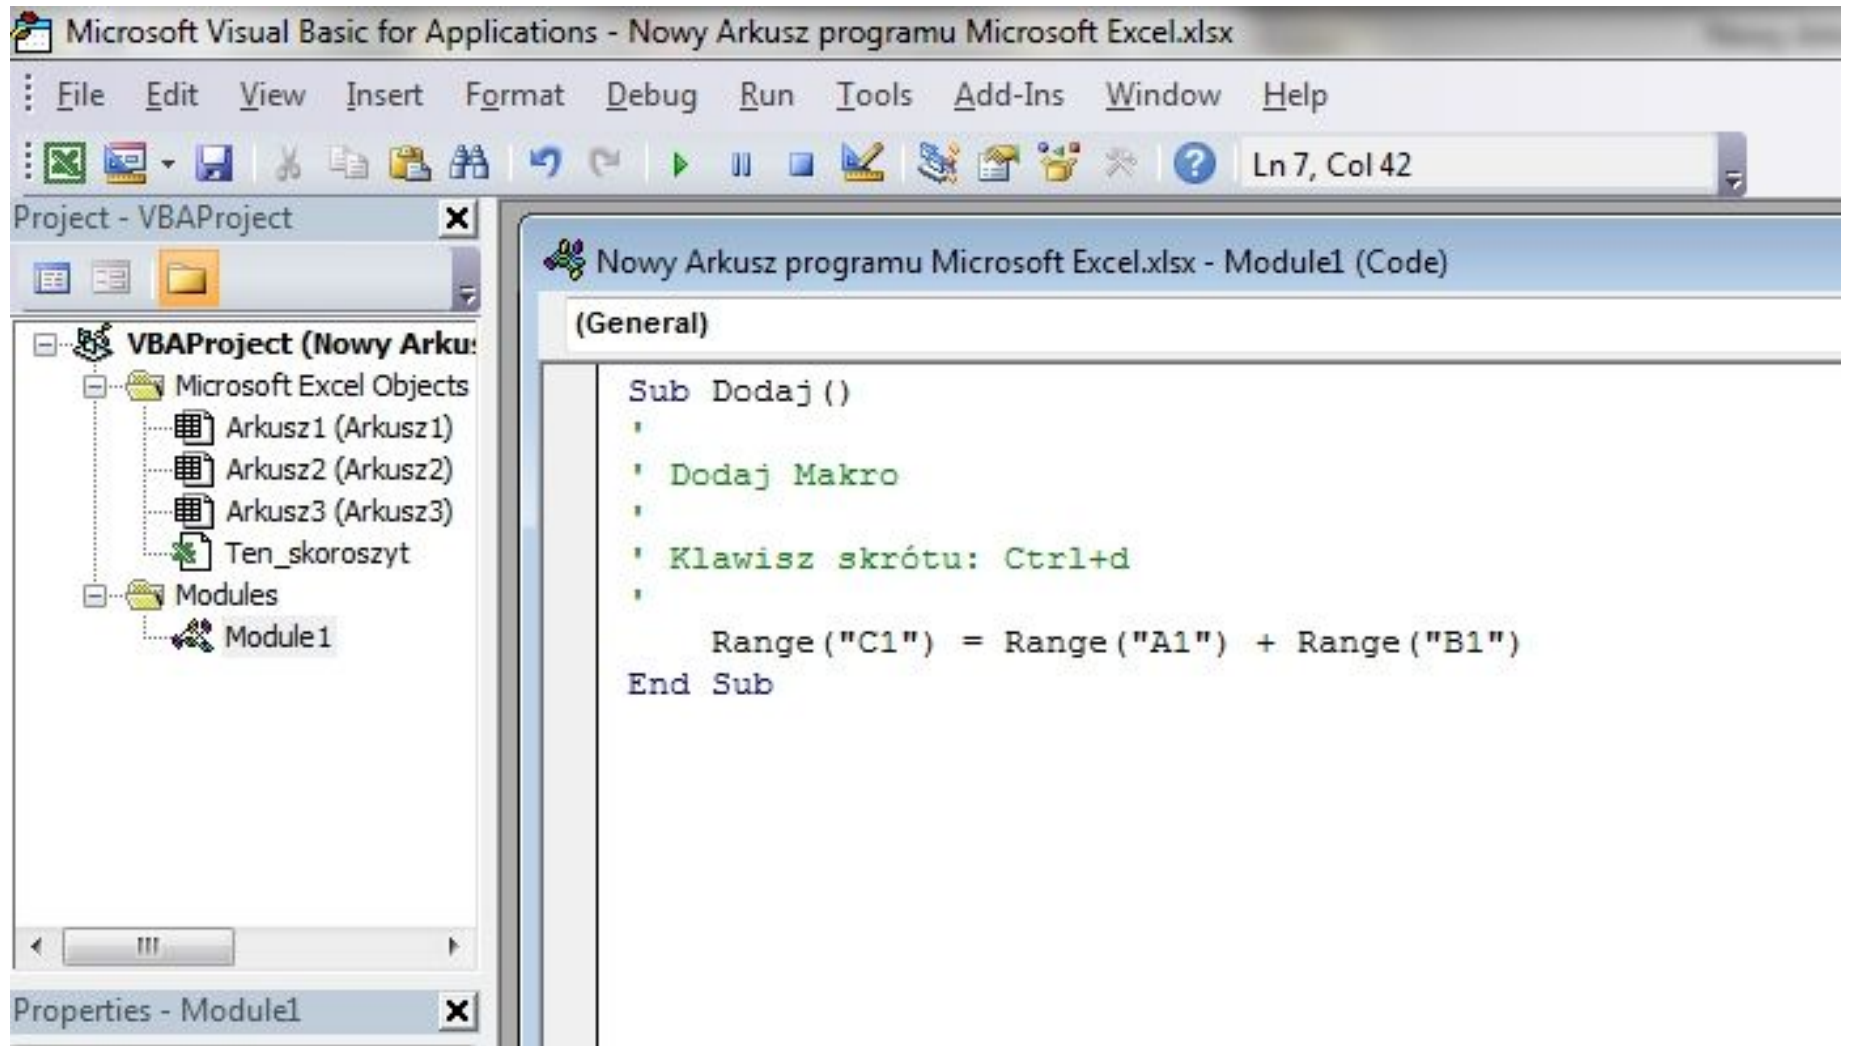 Microsoft Visual Basic for Applications - Nowy Arkusz programu Microsoft Excel.xlsx
File Edit View Insert Format Debug Run Tools Add-Ins Window Help
Ln 7, Col 42
Project - VBAProject
VBAProject (Nowy Arku
Microsoft Excel Objects
Arkusz1 (Arkusz1)
Arkusz2 (Arkusz2)
Arkusz3 (Arkusz3)
Ten_skoroszyt
Modules
Module1
Properties - Module1
Nowy Arkusz programu Microsoft Excel.xlsx - Module1 (Code)
(General)
Sub Dodaj()
'
' Dodaj Makro
'
' Klawisz skrótu: Ctrl+d
'
Range("C1") = Range("A1") + Range("B1")
End Sub